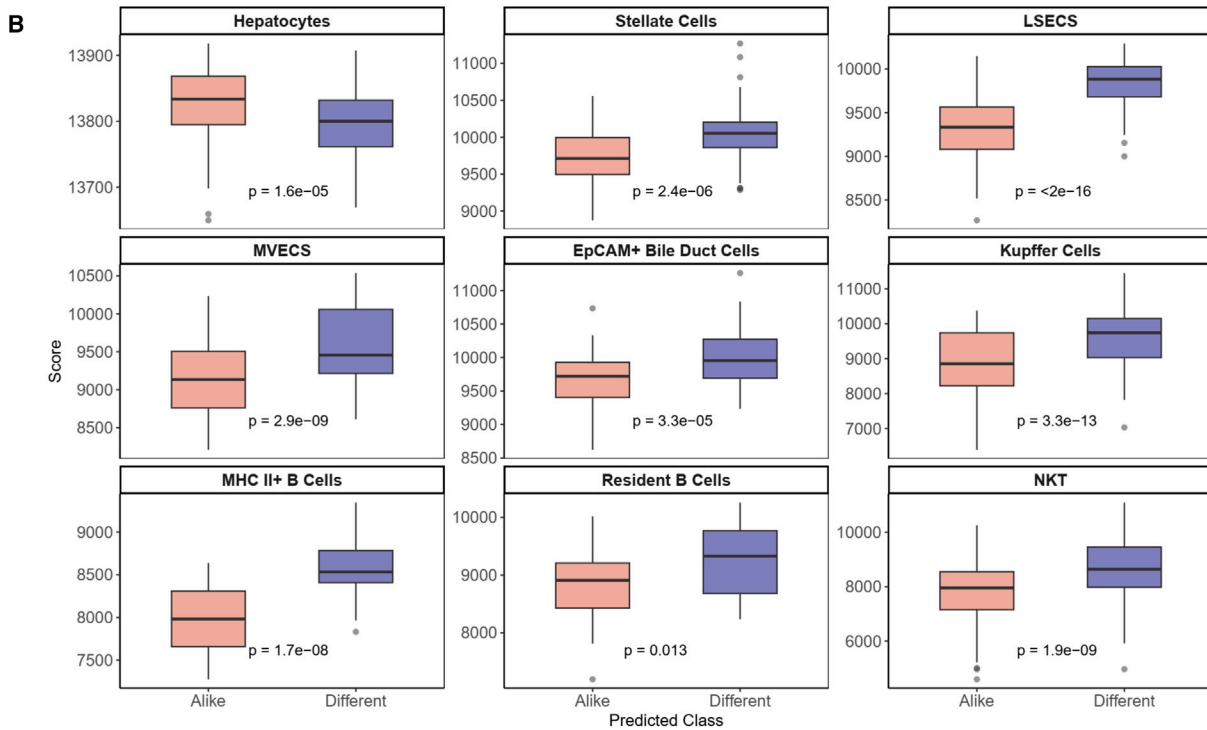 B
Hepatocytes
Stellate Cells
LSECS
13900
13800
13700
p = 1.6e−05
11000
10500
10000
9500
9000
p = 2.4e−06
10000
9500
9000
8500
p = <2e−16
MVECS
EpCAM+ Bile Duct Cells
Kupffer Cells
Score
10500
10000
9500
9000
8500
p = 2.9e−09
11000
10500
10000
9500
9000
8500
p = 3.3e−05
11000
10000
9000
8000
7000
p = 3.3e−13
MHC II+ B Cells
Resident B Cells
NKT
9000
8500
8000
7500
p = 1.7e−08
10000
9000
8000
p = 0.013
10000
8000
6000
p = 1.9e−09
Alike Different
Alike Different
Alike Different
Predicted Class